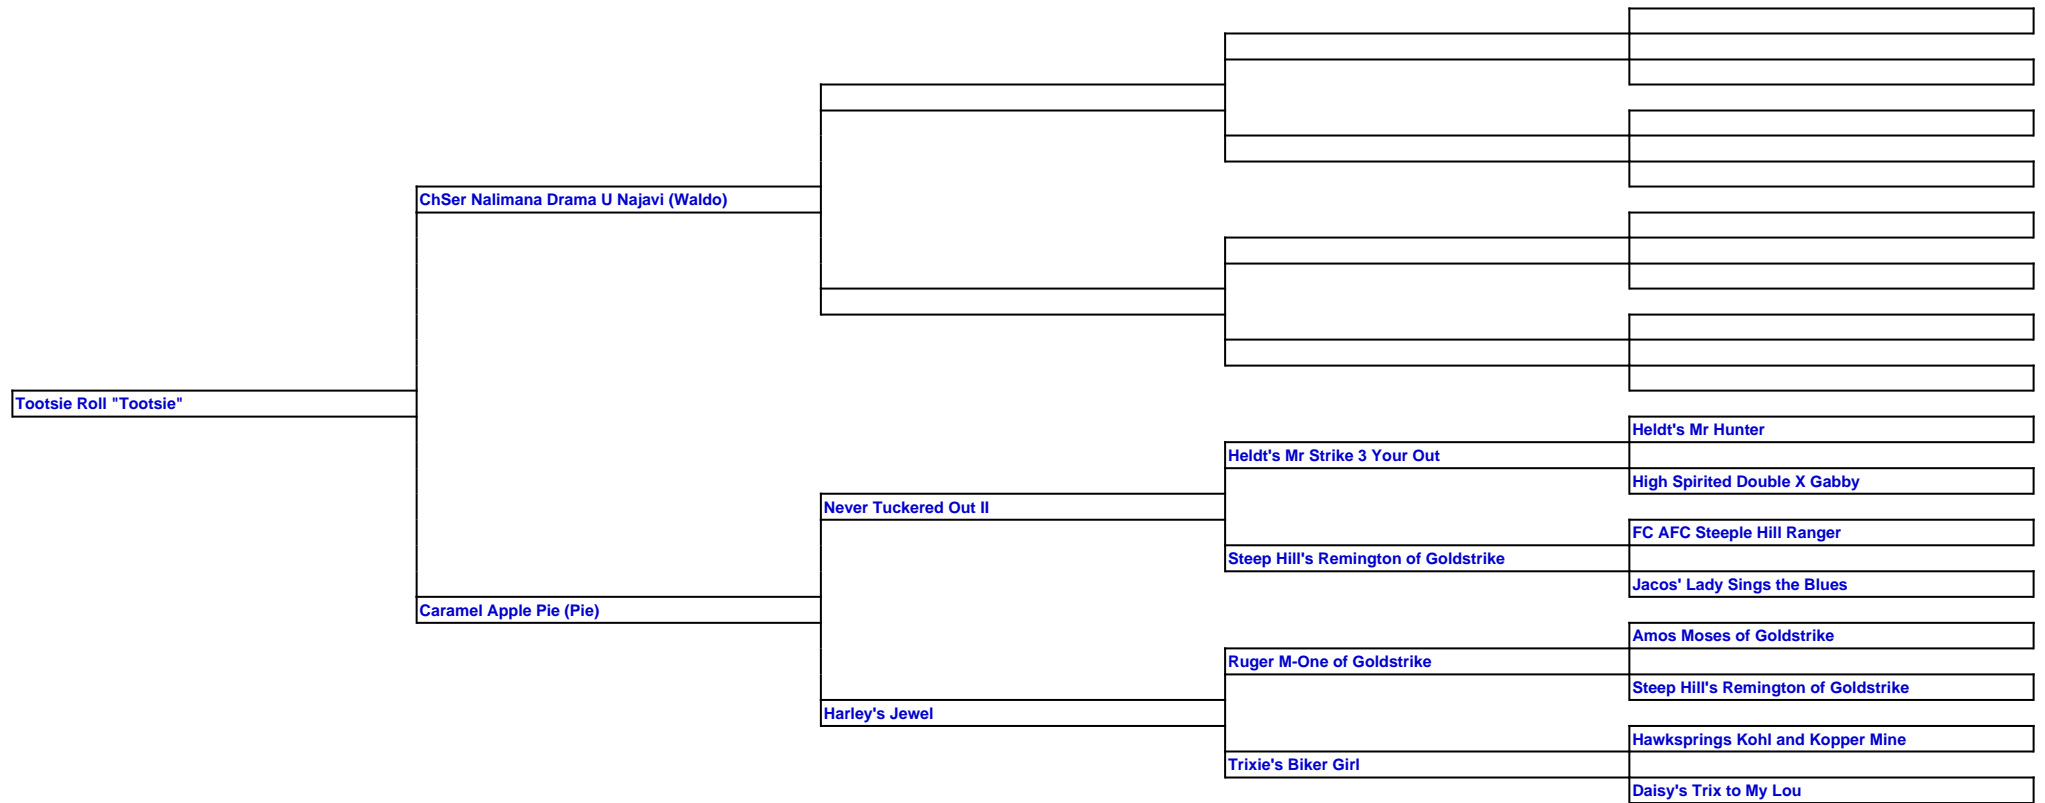 ChSer Nalimana Drama U Najavi (Waldo)
Tootsie Roll "Tootsie"
Heldt's Mr Hunter
Heldt's Mr Strike 3 Your Out
High Spirited Double X Gabby
Never Tuckered Out II
FC AFC Steeple Hill Ranger
Steep Hill's Remington of Goldstrike
Jacos' Lady Sings the Blues
Caramel Apple Pie (Pie)
Amos Moses of Goldstrike
Ruger M-One of Goldstrike
Steep Hill's Remington of Goldstrike
Harley's Jewel
Hawksprings Kohl and Kopper Mine
Trixie's Biker Girl
Daisy's Trix to My Lou